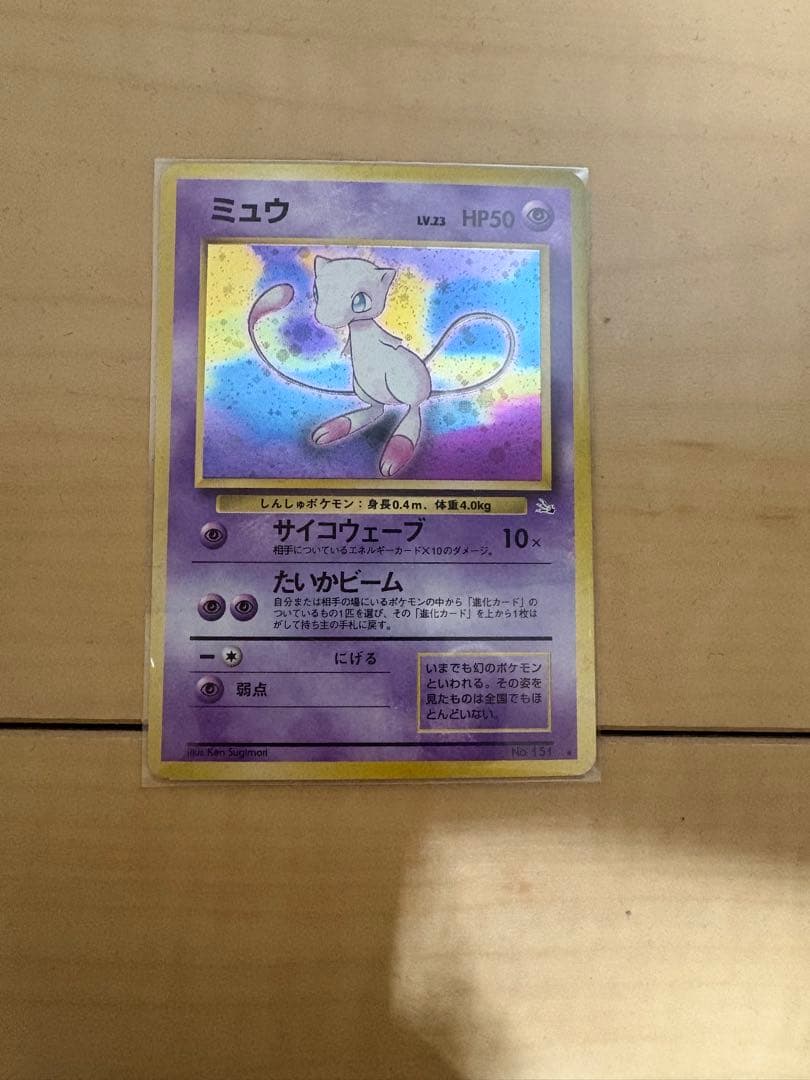 ミュウ LV.23 HP50
しんしゅポケモン：身長0.4m、体重4.0kg
サイコウェーブ 10×
相手についているエネルギーカード×10のダメージ。
たいかビーム
自分または相手の場にいるポケモンの中から「進化カード」の
ついているもの1匹を選び、その「進化カード」を上から1枚は
がして持ち主の手札に戻す。
にげる
弱点
いまでも幻のポケモン
といわれる。その姿を
見たものは全国でもほ
とんどいない。
illus. Ken Sugimori No.151 ★